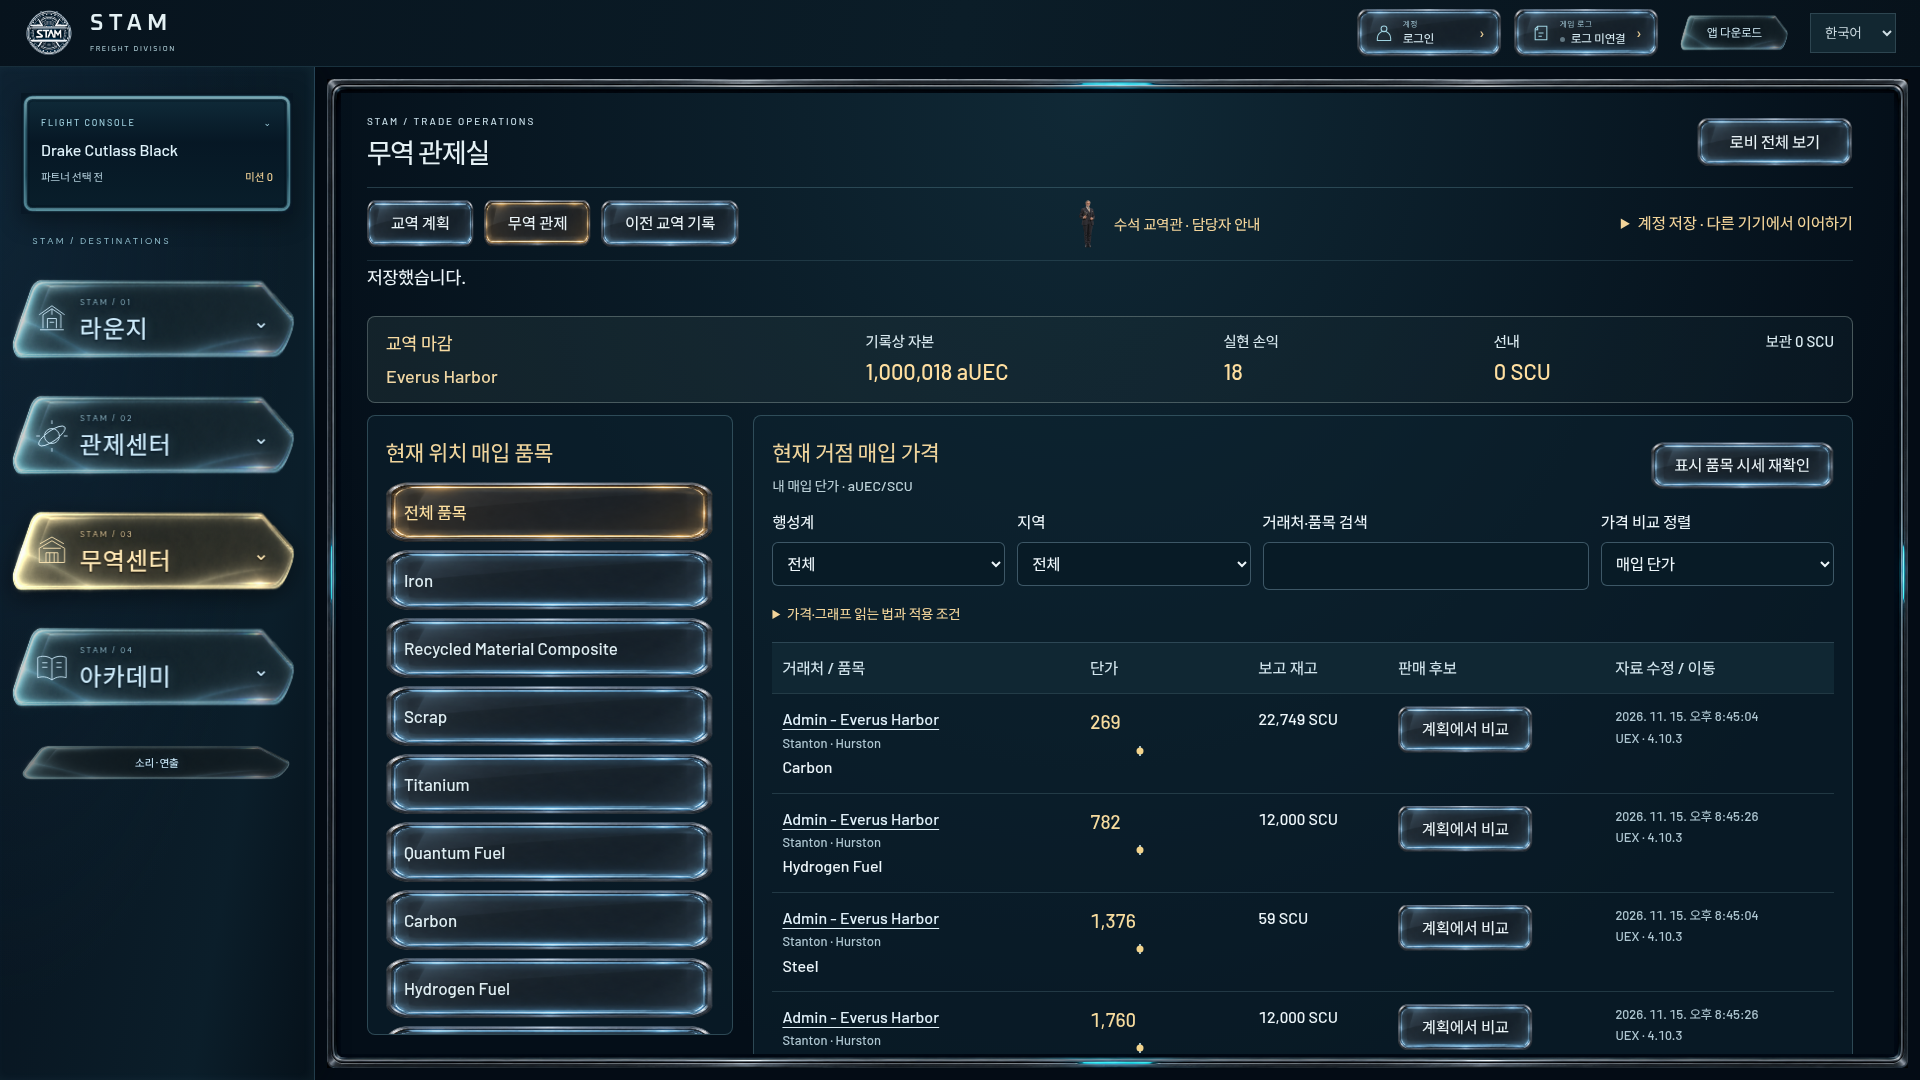 STAM
FREIGHT DIVISION
STAM
계정
로그인
게임 로그
로그 미연결
앱 다운로드
한국어
FLIGHT CONSOLE
Drake Cutlass Black
파트너 선택 전
미션 0
STAM / DESTINATIONS
STAM / 01
라운지
STAM / 02
관제센터
STAM / 03
무역센터
STAM / 04
아카데미
소리·연출
STAM / TRADE OPERATIONS
무역 관제실
로비 전체 보기
교역 계획
무역 관제
이전 교역 기록
수석 교역관 · 담당자 안내
▶ 계정 저장 · 다른 기기에서 이어하기
저장했습니다.
교역 마감
Everus Harbor
기록상 자본
1,000,018 aUEC
실현 손익
18
선내
0 SCU
보관 0 SCU
현재 위치 매입 품목
전체 품목
Iron
Recycled Material Composite
Scrap
Titanium
Quantum Fuel
Carbon
Hydrogen Fuel
현재 거점 매입 가격
내 매입 단가 · aUEC/SCU
표시 품목 시세 재확인
행성계
지역
거래처·품목 검색
가격 비교 정렬
전체
전체
매입 단가
▶ 가격·그래프 읽는 법과 적용 조건
거래처 / 품목
단가
보고 재고
판매 후보
자료 수정 / 이동
Admin - Everus Harbor
Stanton · Hurston
Carbon
269
22,749 SCU
계획에서 비교
2026. 11. 15. 오후 8:45:04
UEX · 4.10.3
Admin - Everus Harbor
Stanton · Hurston
Hydrogen Fuel
782
12,000 SCU
계획에서 비교
2026. 11. 15. 오후 8:45:26
UEX · 4.10.3
Admin - Everus Harbor
Stanton · Hurston
Steel
1,376
59 SCU
계획에서 비교
2026. 11. 15. 오후 8:45:04
UEX · 4.10.3
Admin - Everus Harbor
Stanton · Hurston
1,760
12,000 SCU
계획에서 비교
2026. 11. 15. 오후 8:45:26
UEX · 4.10.3